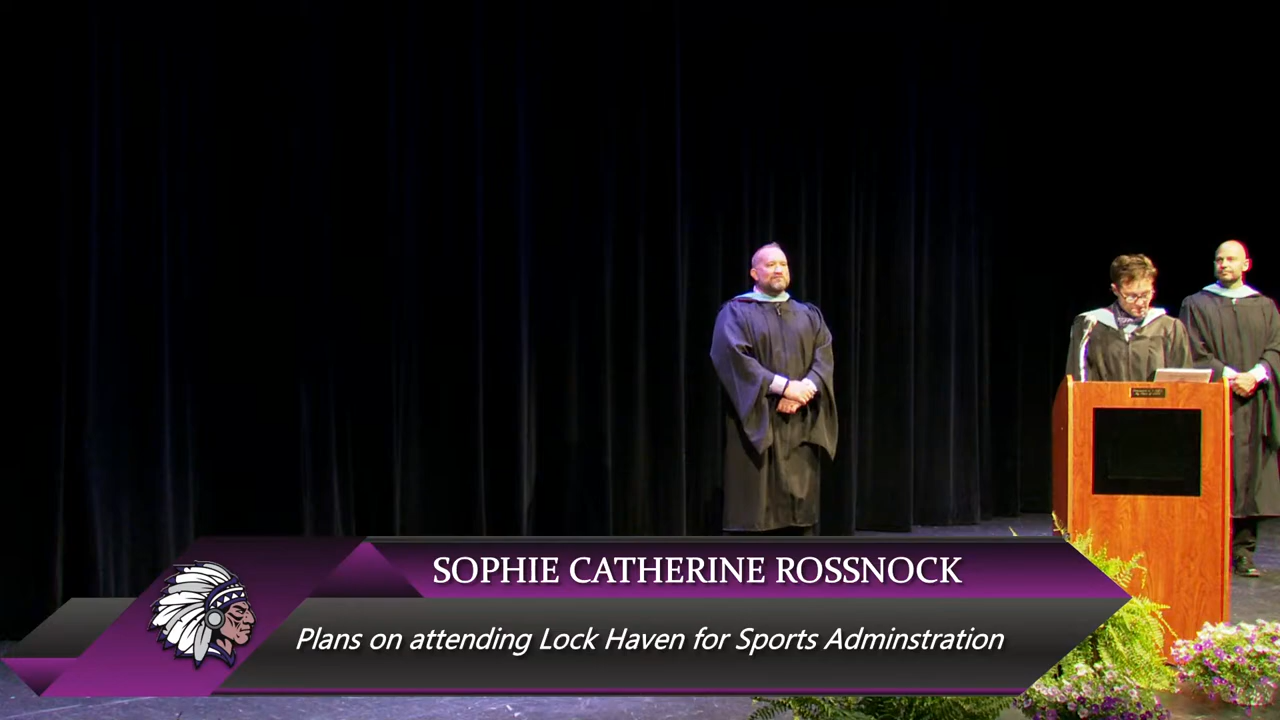 SOPHIE CATHERINE ROSSNOCK
Plans on attending Lock Haven for Sports Adminstration